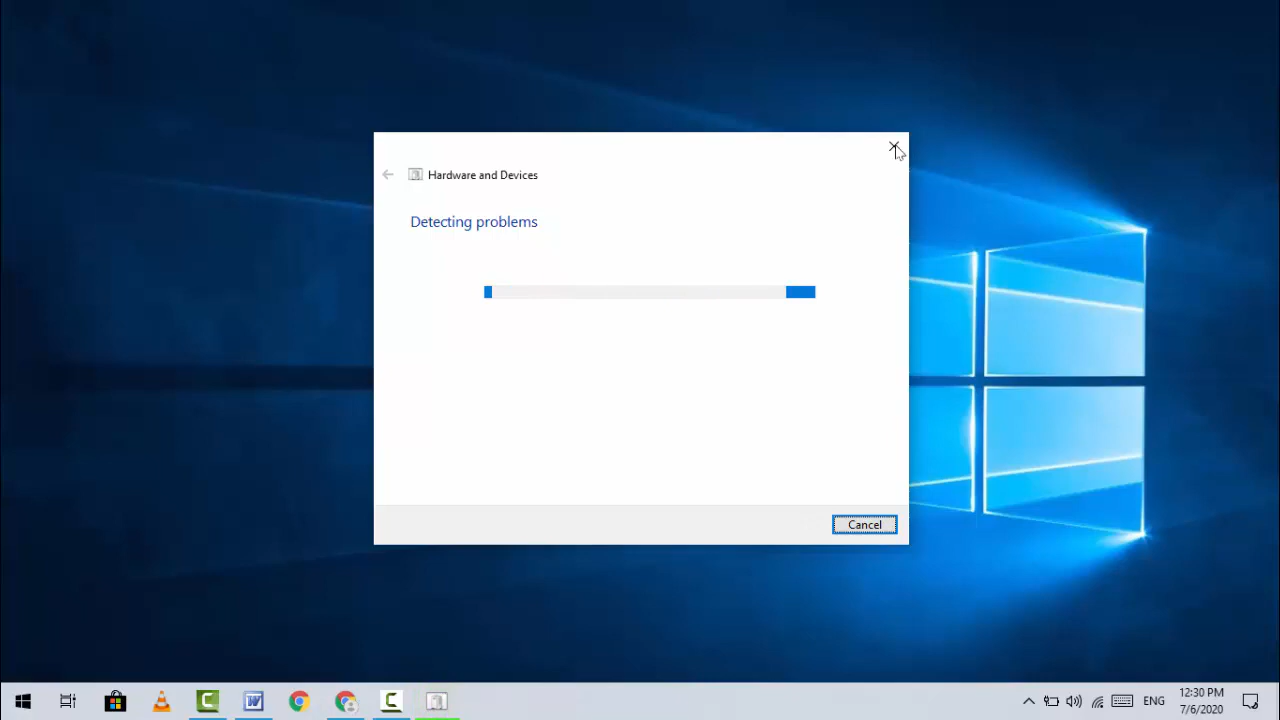 Hardware and Devices
Detecting problems
Cancel
ENG
12:30 PM
7/6/2020